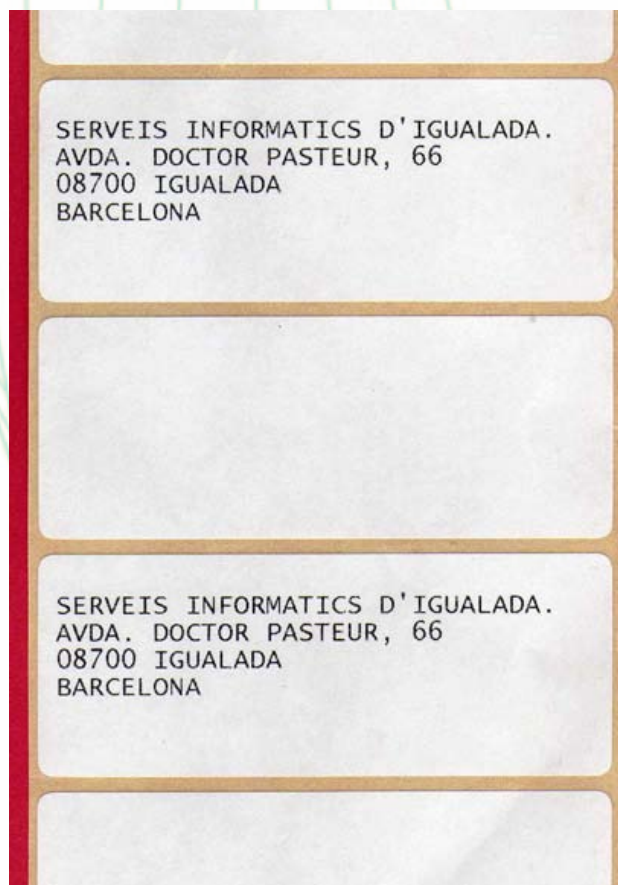 SERVEIS INFORMATICS D'IGUALADA.
AVDA. DOCTOR PASTEUR, 66
08700 IGUALADA
BARCELONA
SERVEIS INFORMATICS D'IGUALADA.
AVDA. DOCTOR PASTEUR, 66
08700 IGUALADA
BARCELONA